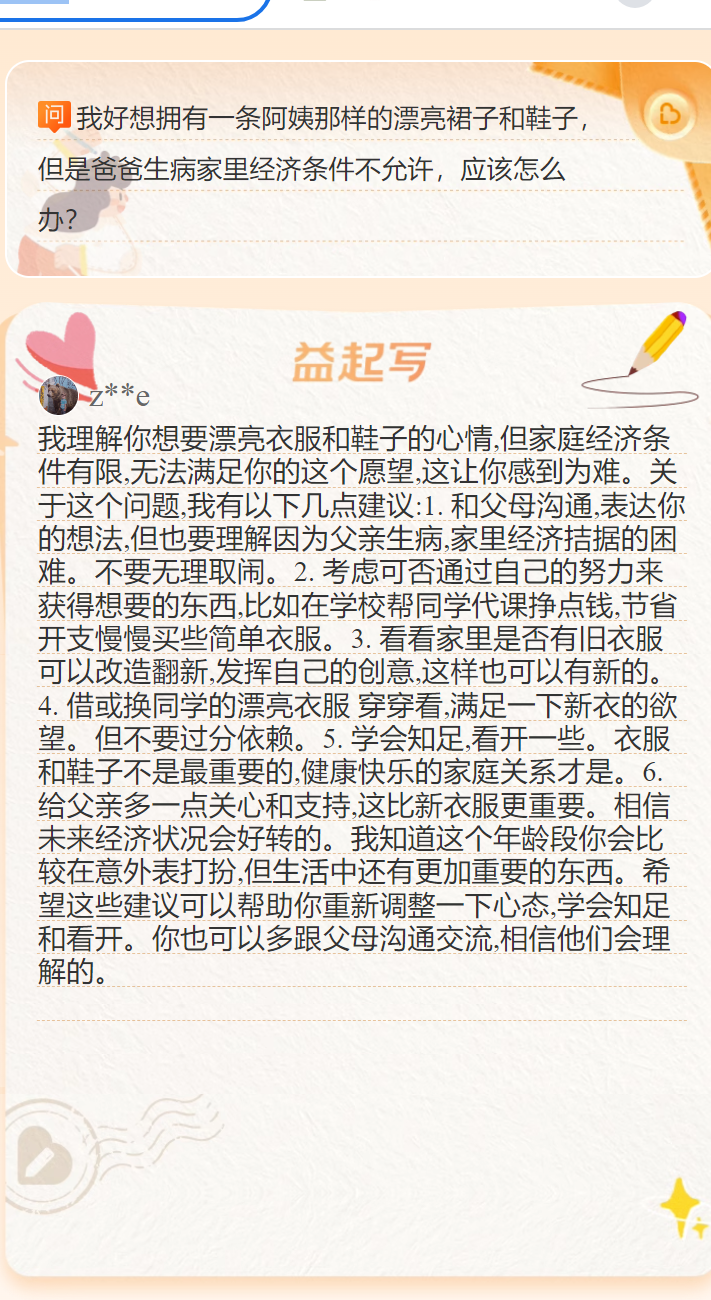 问 我好想拥有一条阿姨那样的漂亮裙子和鞋子，
但是爸爸生病家里经济条件不允许，应该怎么
办？
益起写
z**e
我理解你想要漂亮衣服和鞋子的心情,但家庭经济条
件有限,无法满足你的这个愿望,这让你感到为难。关
于这个问题,我有以下几点建议:1. 和父母沟通,表达你
的想法,但也要理解因为父亲生病,家里经济拮据的困
难。不要无理取闹。2. 考虑可否通过自己的努力来
获得想要的东西,比如在学校帮同学代课挣点钱,节省
开支慢慢买些简单衣服。3. 看看家里是否有旧衣服
可以改造翻新,发挥自己的创意,这样也可以有新的。
4. 借或换同学的漂亮衣服 穿穿看,满足一下新衣的欲
望。但不要过分依赖。5. 学会知足,看开一些。衣服
和鞋子不是最重要的,健康快乐的家庭关系才是。6.
给父亲多一点关心和支持,这比新衣服更重要。相信
未来经济状况会好转的。我知道这个年龄段你会比
较在意外表打扮,但生活中还有更加重要的东西。希
望这些建议可以帮助你重新调整一下心态,学会知足
和看开。你也可以多跟父母沟通交流,相信他们会理
解的。